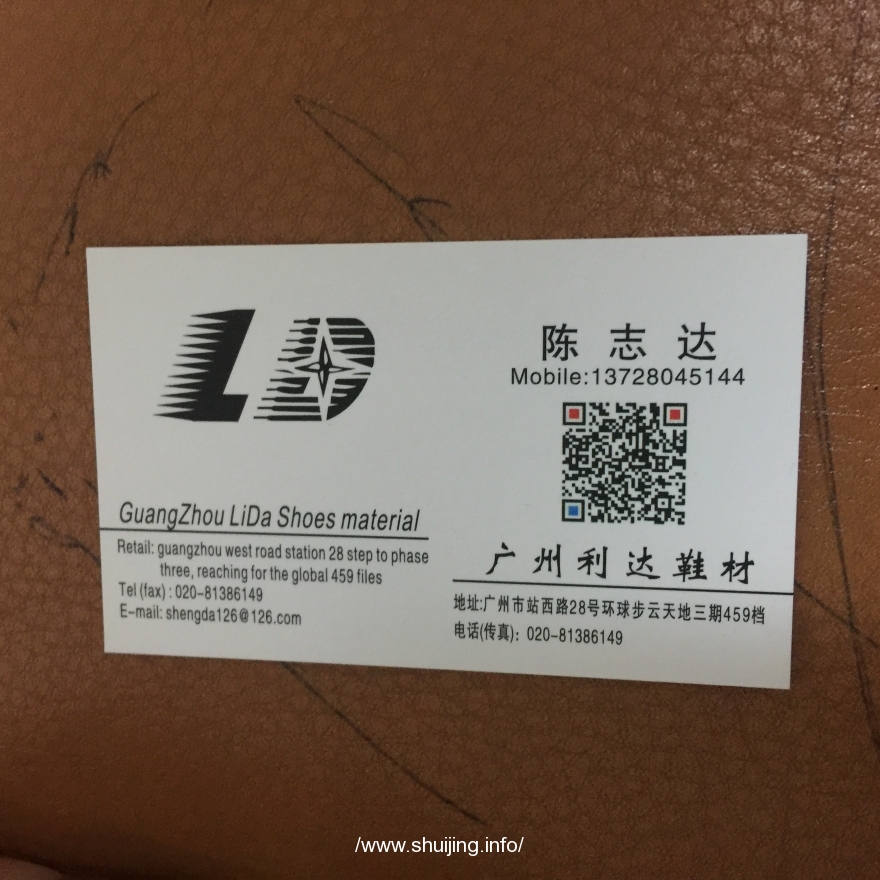 LD
GuangZhou LiDa Shoes material
Retail: guangzhou west road station 28 step to phase
three, reaching for the global 459 files
Tel (fax) : 020-81386149
E-mail: shengda126@126.com
陈志达
Mobile:13728045144
广州利达鞋材
地址:广州市站西路28号环球步云天地三期459档
电话(传真): 020-81386149
/www.shuijing.info/